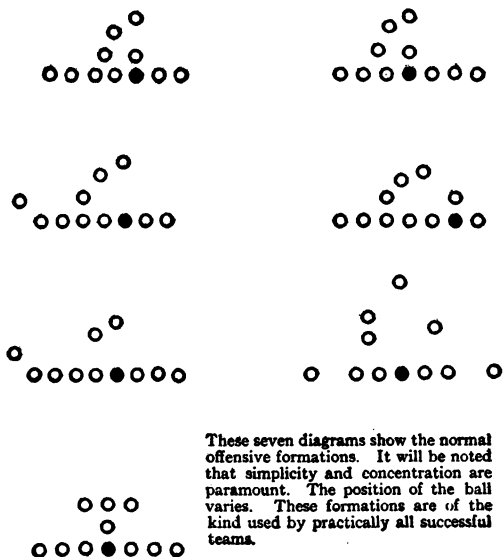 These seven diagrams show the normal
offensive formations. It will be noted
that simplicity and concentration are
paramount. The position of the ball
varies. These formations are of the
kind used by practically all successful
teams.